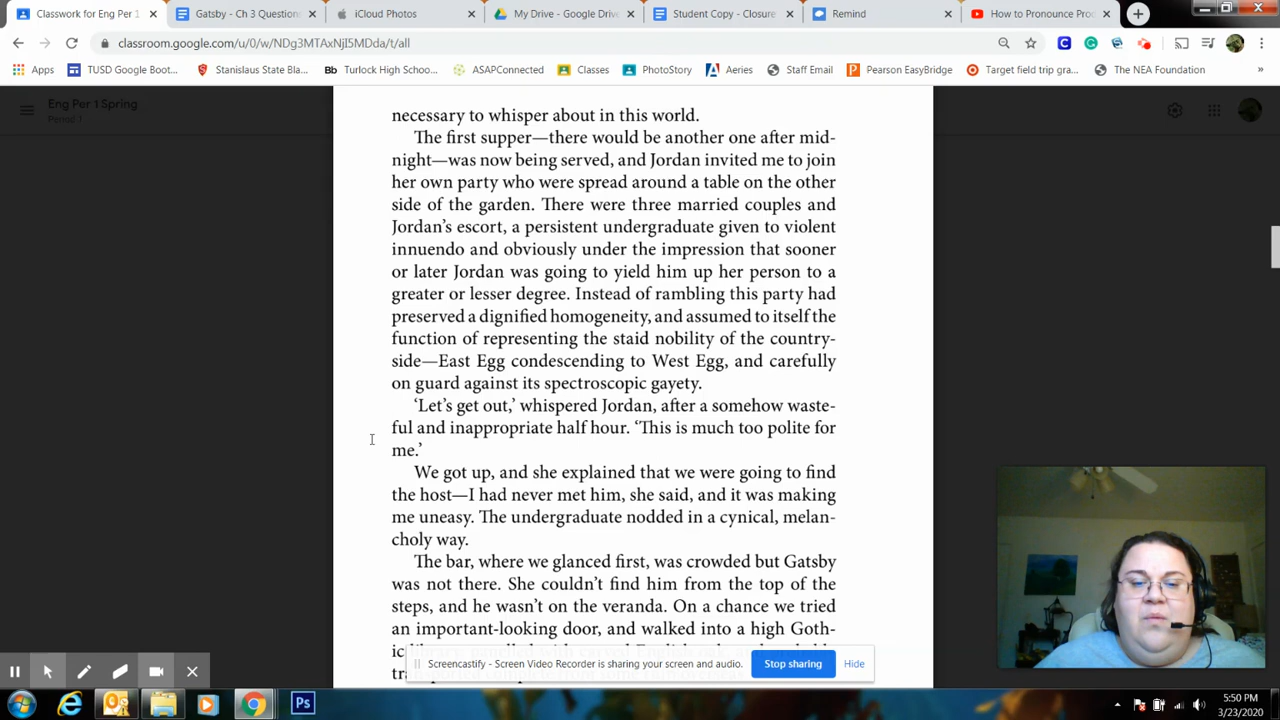 Classwork for Eng Per 1
Gatsby - Ch 3 Question
iCloud Photos
My Drive - Google Drive
Student Copy - Closure
Remind
How to Pronounce Proc
classroom.google.com/u/0/w/NDg3MTAxNjI5MDda/t/all
Apps
TUSD Google Boot...
Stanislaus State Bla...
Bb Turlock High Schoo...
ASAPConnected
Classes
PhotoStory
Aeries
Staff Email
Pearson EasyBridge
Target field trip gra...
The NEA Foundation
Eng Per 1 Spring
Period 1
necessary to whisper about in this world.
The first supper—there would be another one after mid-
night—was now being served, and Jordan invited me to join
her own party who were spread around a table on the other
side of the garden. There were three married couples and
Jordan's escort, a persistent undergraduate given to violent
innuendo and obviously under the impression that sooner
or later Jordan was going to yield him up her person to a
greater or lesser degree. Instead of rambling this party had
preserved a dignified homogeneity, and assumed to itself the
function of representing the staid nobility of the country-
side—East Egg condescending to West Egg, and carefully
on guard against its spectroscopic gayety.
'Let's get out,' whispered Jordan, after a somehow waste-
ful and inappropriate half hour. 'This is much too polite for
me.'
We got up, and she explained that we were going to find
the host—I had never met him, she said, and it was making
me uneasy. The undergraduate nodded in a cynical, melan-
choly way.
The bar, where we glanced first, was crowded but Gatsby
was not there. She couldn't find him from the top of the
steps, and he wasn't on the veranda. On a chance we tried
an important-looking door, and walked into a high Goth-
Screencastify - Screen Video Recorder is sharing your screen and audio.
Stop sharing
Hide
Ps
5:50 PM
3/23/2020